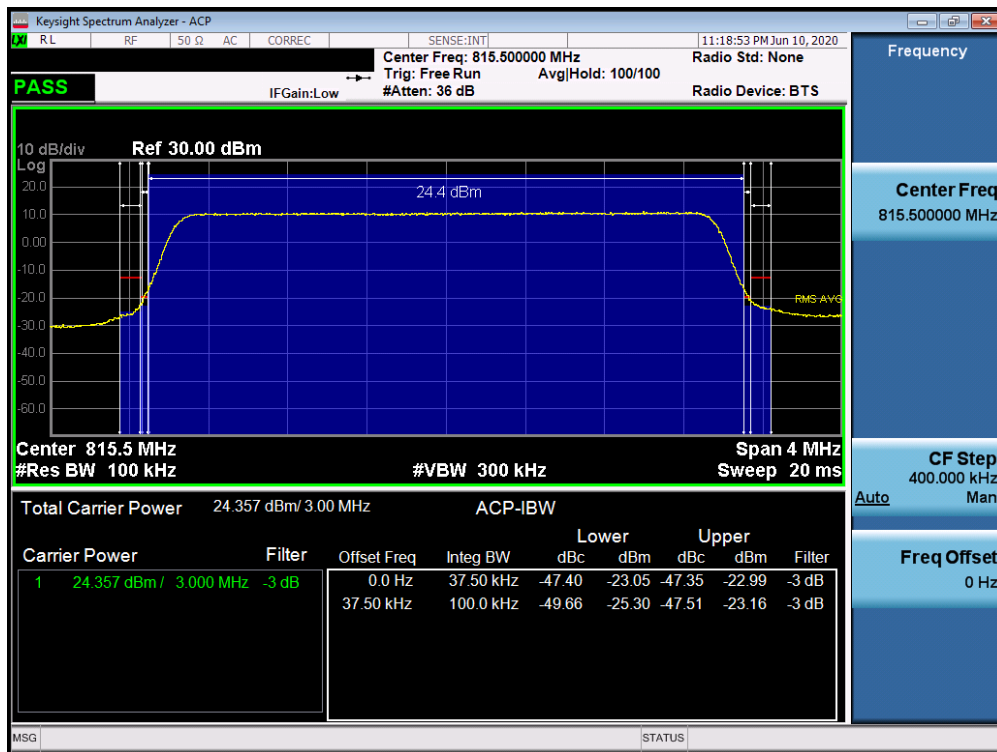 Keysight Spectrum Analyzer - ACP
LXI RL RF 50 Ω AC CORREC SENSE:INT 11:18:53 PM Jun 10, 2020
Center Freq: 815.500000 MHz Radio Std: None
Trig: Free Run Avg|Hold: 100/100
PASS IFGain:Low #Atten: 36 dB Radio Device: BTS
10 dB/div Ref 30.00 dBm
Log
20.0
24.4 dBm
10.0
0.00
-10.0
-20.0
RMS AVG
-30.0
-40.0
-50.0
-60.0
Center 815.5 MHz Span 4 MHz
#Res BW 100 kHz #VBW 300 kHz Sweep 20 ms
Total Carrier Power 24.357 dBm/ 3.00 MHz ACP-IBW
Lower Upper
Carrier Power Filter Offset Freq Integ BW dBc dBm dBc dBm Filter
1 24.357 dBm / 3.000 MHz -3 dB 0.0 Hz 37.50 kHz -47.40 -23.05 -47.35 -22.99 -3 dB
37.50 kHz 100.0 kHz -49.66 -25.30 -47.51 -23.16 -3 dB
MSG STATUS
Frequency
Center Freq
815.500000 MHz
CF Step
400.000 kHz
Auto Man
Freq Offset
0 Hz